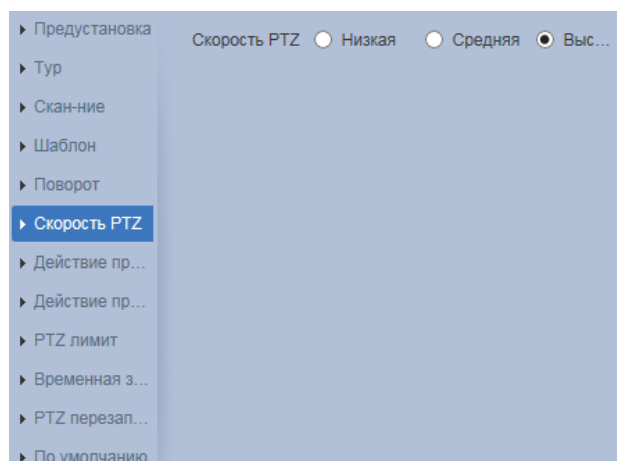 Предустановка
Тур
Скан-ние
Шаблон
Поворот
Скорость PTZ
Действие пр...
Действие пр...
PTZ лимит
Временная з...
PTZ перезап...
По умолчанию
Скорость PTZ Низкая Средняя Выс...